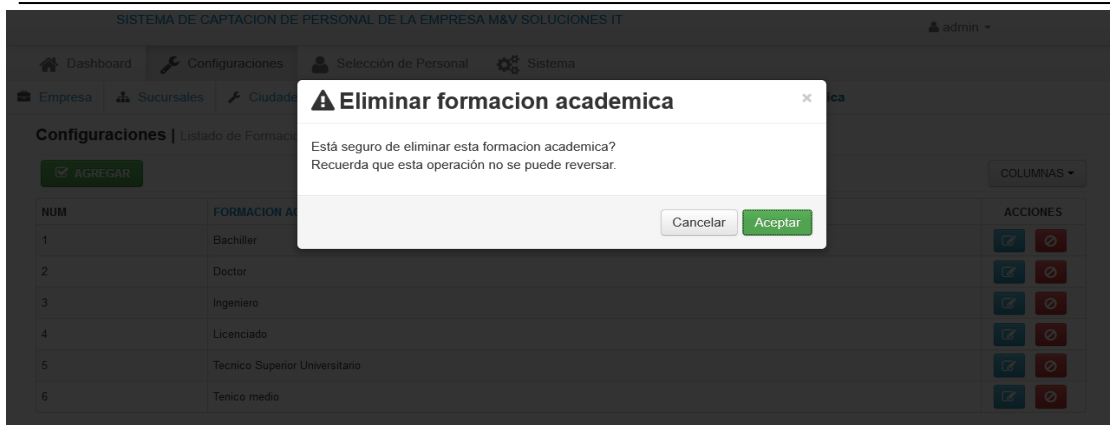 SISTEMA DE CAPTACION DE PERSONAL DE LA EMPRESA M&V SOLUCIONES IT
admin
Dashboard Configuraciones Selección de Personal Sistema
Empresa Sucursales Ciudade ica
Eliminar formacion academica ×
Configuraciones | Listado de Formaci
Está seguro de eliminar esta formacion academica?
Recuerda que esta operación no se puede reversar.
AGREGAR COLUMNAS
Cancelar Aceptar
NUM FORMACION AC ACCIONES
1 Bachiller
2 Doctor
3 Ingeniero
4 Licenciado
5 Tecnico Superior Universitario
6 Tenico medio